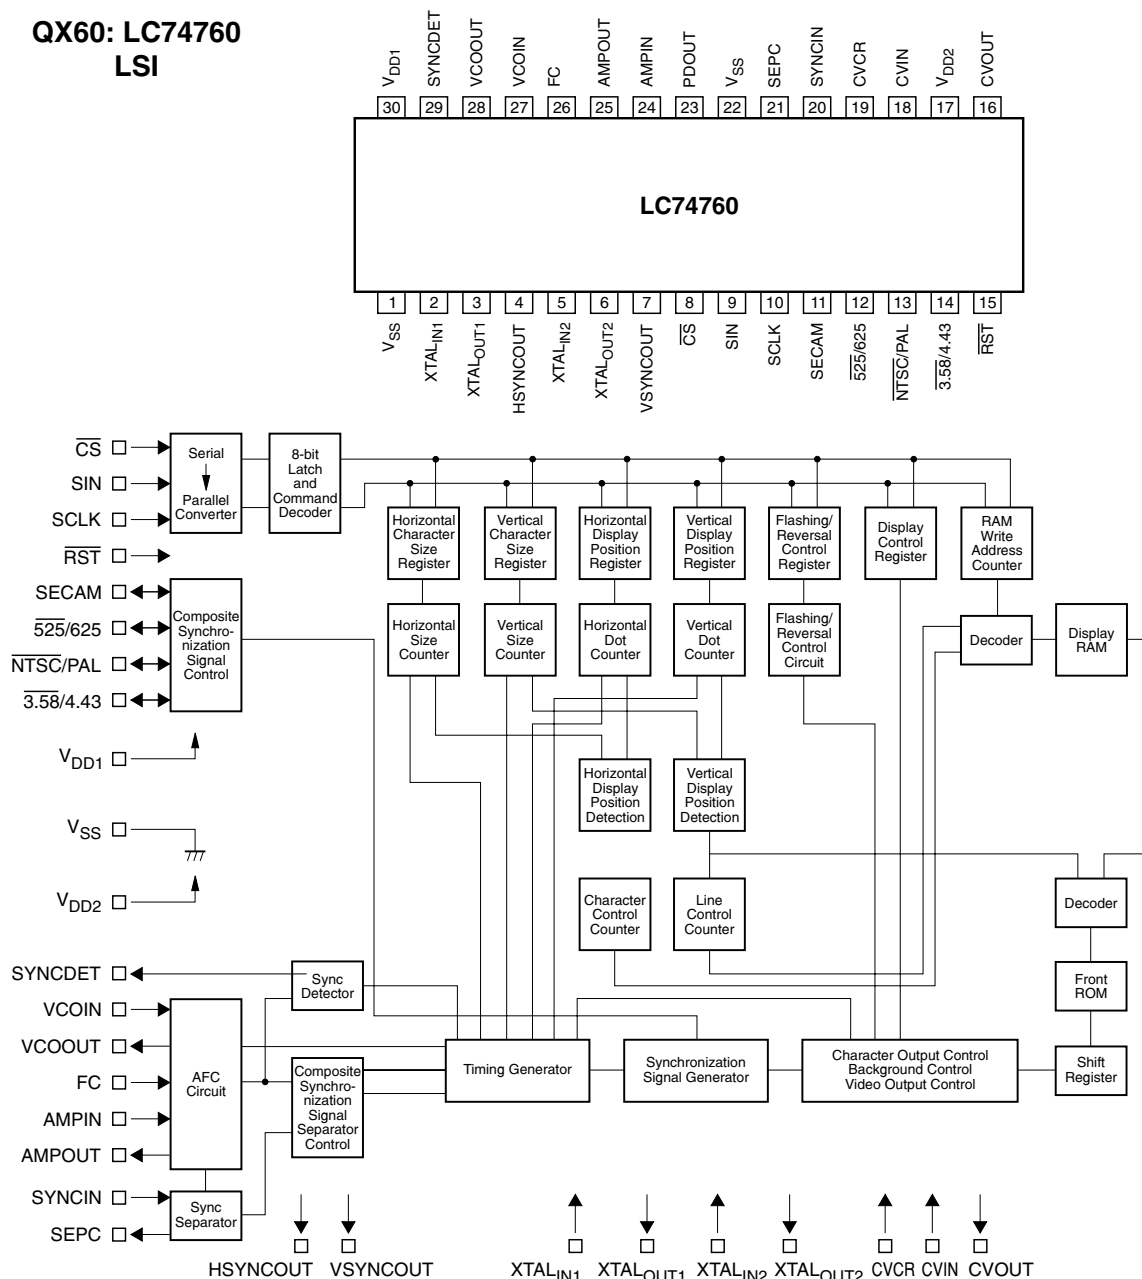 QX60: LC74760
LSI
VDD1
SYNCDET
VCOOUT
VCOIN
FC
AMPOUT
AMPIN
PDOUT
VSS
SEPC
SYNCIN
CVCR
CVIN
VDD2
CVOUT
30 29 28 27 26 25 24 23 22 21 20 19 18 17 16
LC74760
1 2 3 4 5 6 7 8 9 10 11 12 13 14 15
VSS
XTALIN1
XTALOUT1
HSYNCOUT
XTALIN2
XTALOUT2
VSYNCOUT
CS
SIN
SCLK
SECAM
525/625
NTSC/PAL
3.58/4.43
RST
CS
SIN
SCLK
RST
SECAM
525/625
NTSC/PAL
3.58/4.43
VDD1
VSS
VDD2
SYNCDET
VCOIN
VCOOUT
FC
AMPIN
AMPOUT
SYNCIN
SEPC
Serial
Parallel
Converter
8-bit
Latch
and
Command
Decoder
Horizontal
Character
Size
Register
Vertical
Character
Size
Register
Horizontal
Display
Position
Register
Vertical
Display
Position
Register
Flashing/
Reversal
Control
Register
Display
Control
Register
RAM
Write
Address
Counter
Composite
Synchro-
nization
Signal
Control
Horizontal
Size
Counter
Vertical
Size
Counter
Horizontal
Dot
Counter
Vertical
Dot
Counter
Flashing/
Reversal
Control
Circuit
Decoder
Display
RAM
Horizontal
Display
Position
Detection
Vertical
Display
Position
Detection
Character
Control
Counter
Line
Control
Counter
Decoder
Front
ROM
Shift
Register
Sync
Detector
AFC
Circuit
Composite
Synchro-
nization
Signal
Separator
Control
Timing Generator
Synchronization
Signal Generator
Character Output Control
Background Control
Video Output Control
Sync
Separator
HSYNCOUT
VSYNCOUT
XTALIN1
XTALOUT1
XTALIN2
XTALOUT2
CVCR
CVIN
CVOUT